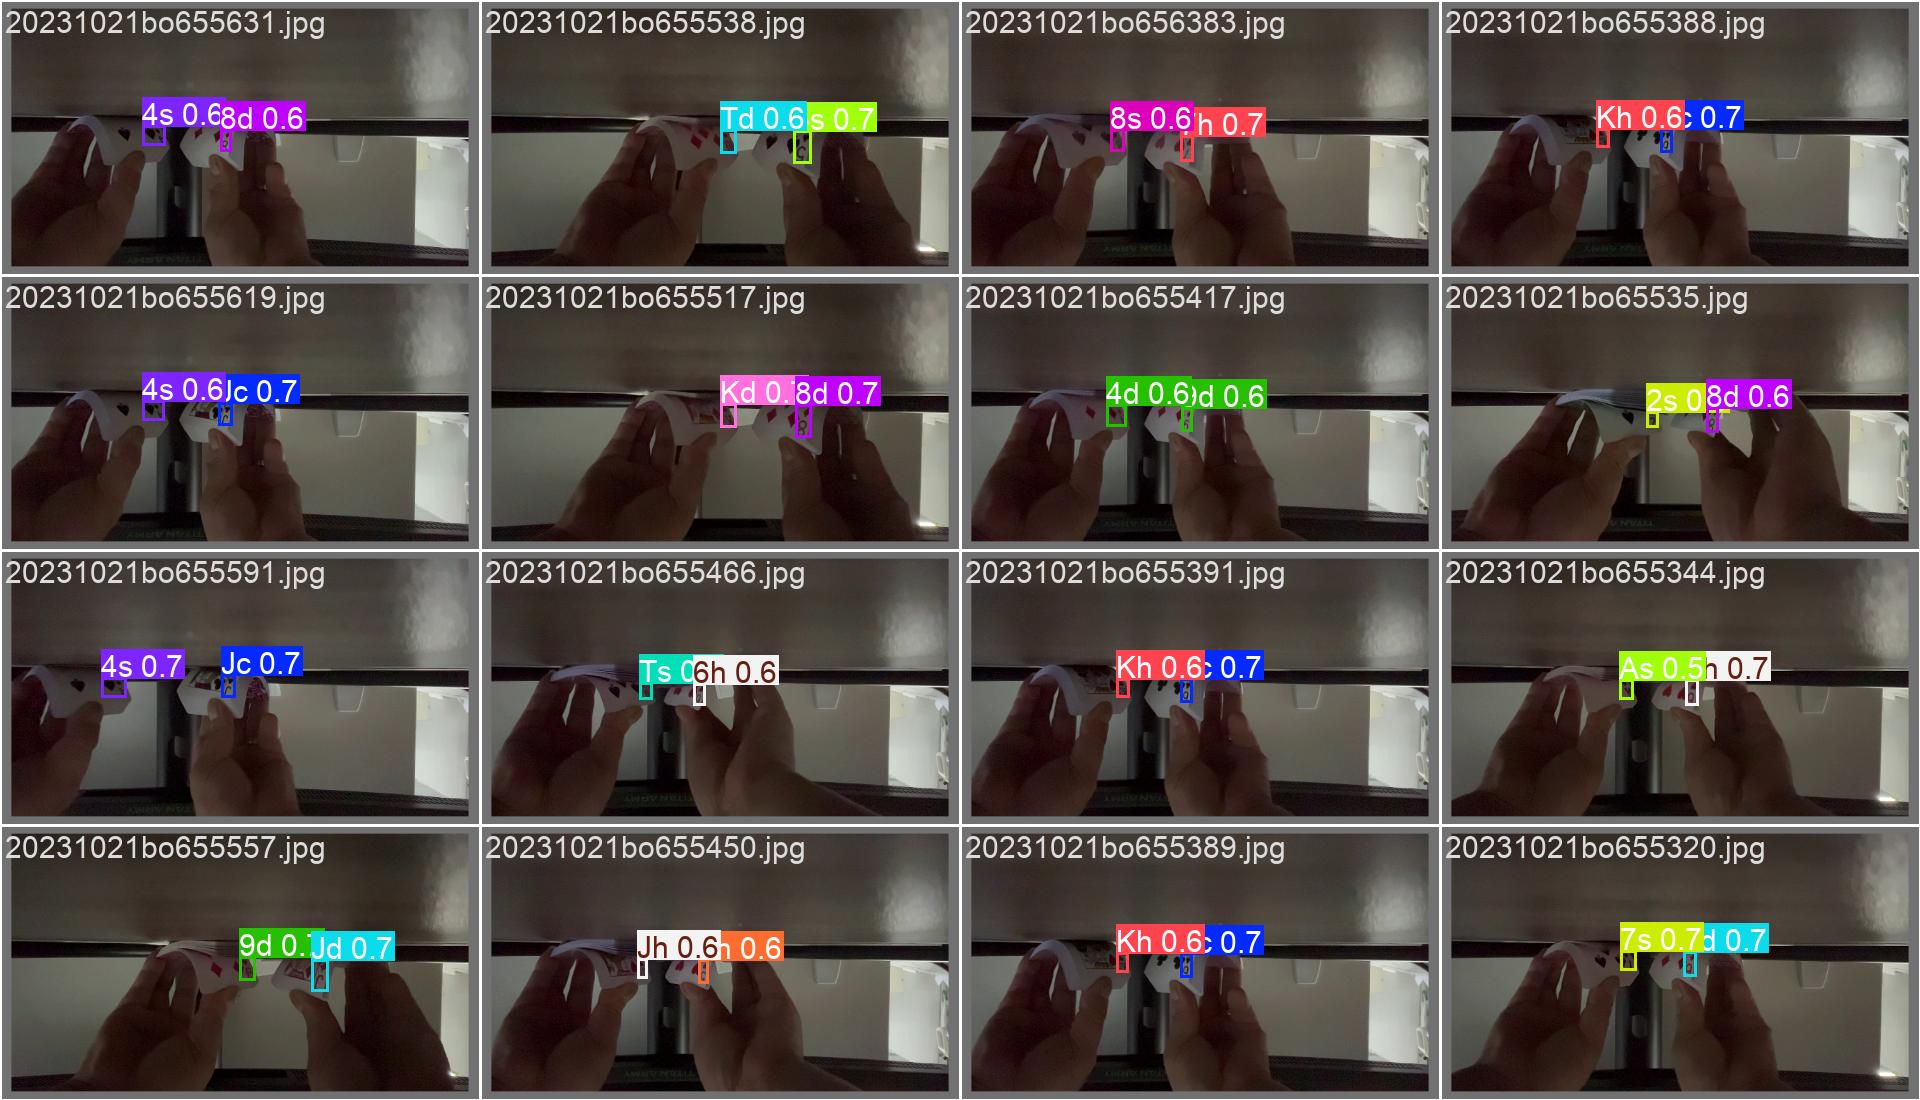 20231021bo655631.jpg
4s 0.6 8d 0.6
20231021bo655538.jpg
Td 0.6 s 0.7
20231021bo656383.jpg
8s 0.6 h 0.7
20231021bo655388.jpg
Kh 0.6 c 0.7
20231021bo655619.jpg
4s 0.6 Jc 0.7
20231021bo655517.jpg
Kd 0. 8d 0.7
20231021bo655417.jpg
4d 0.6 d 0.6
20231021bo65535.jpg
2s 0 8d 0.6
20231021bo655591.jpg
4s 0.7 Jc 0.7
20231021bo655466.jpg
Ts 0 6h 0.6
20231021bo655391.jpg
Kh 0.6 c 0.7
20231021bo655344.jpg
As 0.5 h 0.7
20231021bo655557.jpg
9d 0. Jd 0.7
20231021bo655450.jpg
Jh 0.6 h 0.6
20231021bo655389.jpg
Kh 0.6 c 0.7
20231021bo655320.jpg
7s 0.7 d 0.7